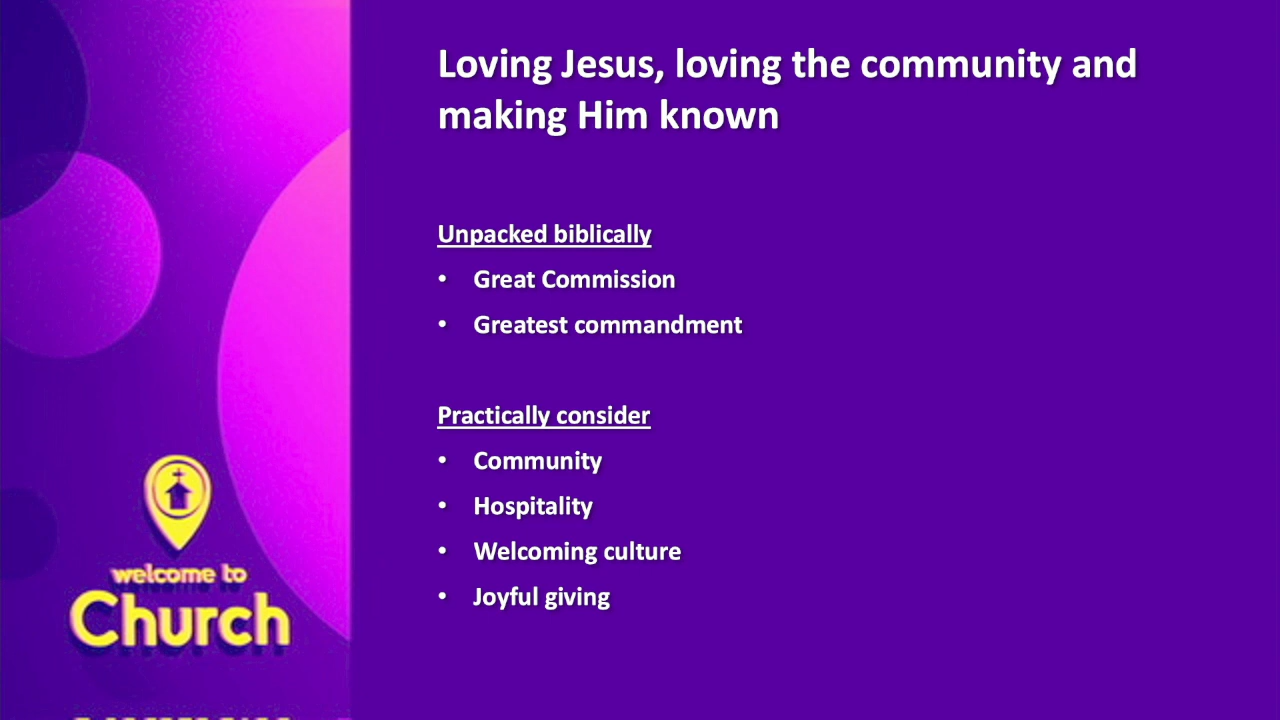 Loving Jesus, loving the community and
making Him known
Unpacked biblically
• Great Commission
• Greatest commandment
Practically consider
• Community
• Hospitality
• Welcoming culture
• Joyful giving
welcome to
Church